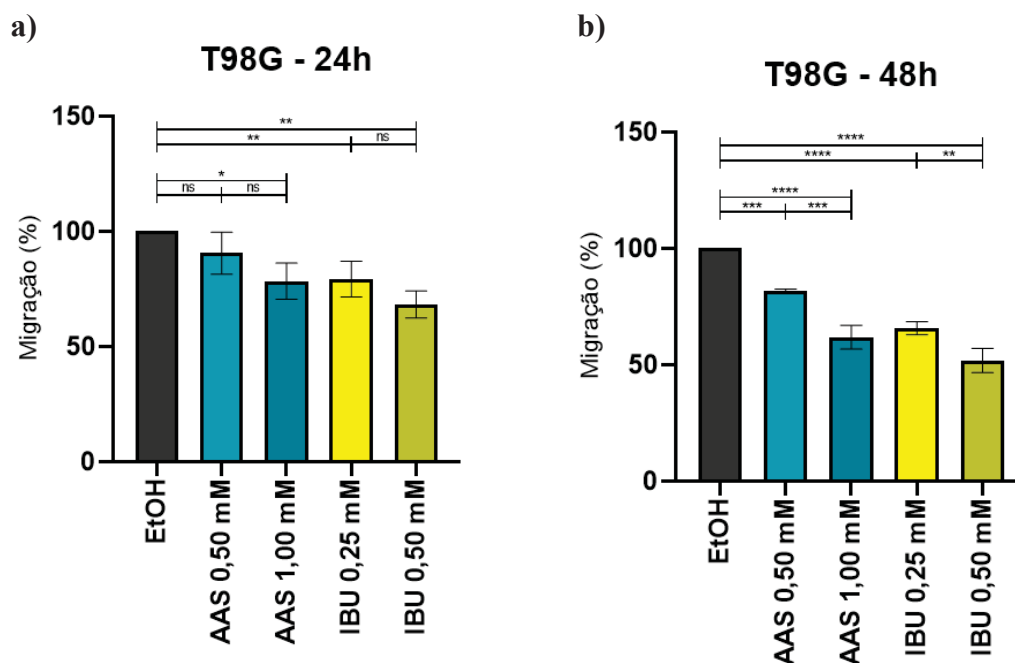 a)
T98G - 24h
Migração (%)
150
100
50
0
**
**
ns
*
ns
ns
EtOH
AAS 0,50 mM
AAS 1,00 mM
IBU 0,25 mM
IBU 0,50 mM
b)
T98G - 48h
Migração (%)
150
100
50
0
****
****
**
****
***
***
EtOH
AAS 0,50 mM
AAS 1,00 mM
IBU 0,25 mM
IBU 0,50 mM